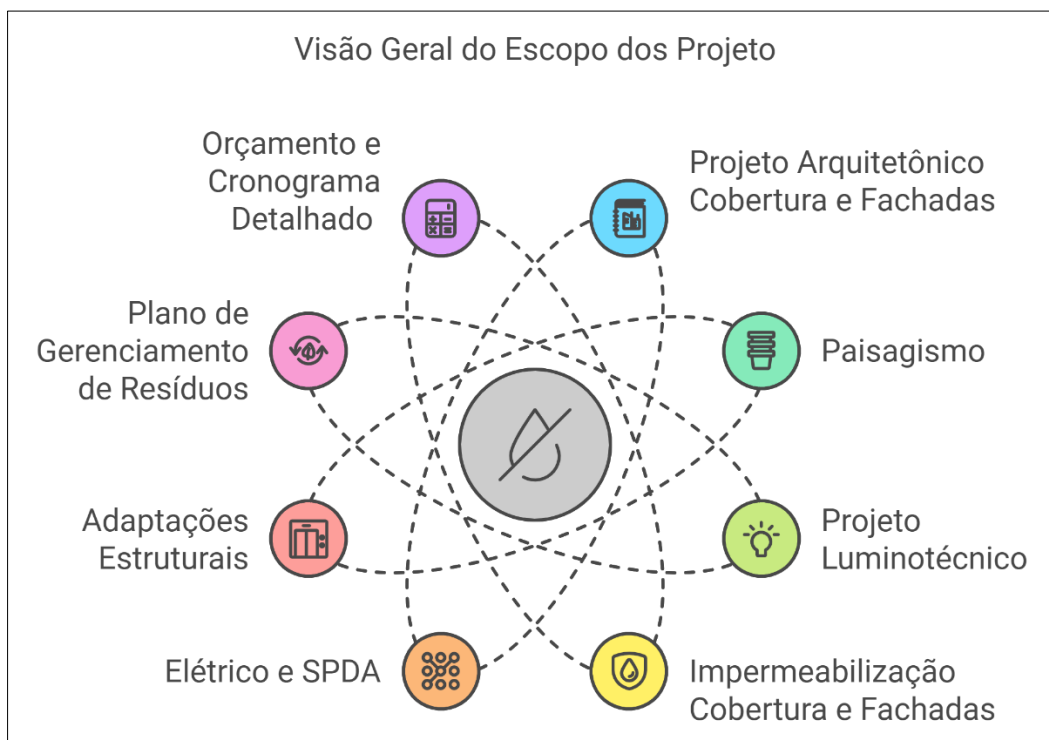 Visão Geral do Escopo dos Projeto
Orçamento e
Cronograma
Detalhado
Projeto Arquitetônico
Cobertura e Fachadas
Plano de
Gerenciamento
de Resíduos
Paisagismo
Adaptações
Estruturais
Projeto
Luminotécnico
Elétrico e SPDA
Impermeabilização
Cobertura e Fachadas